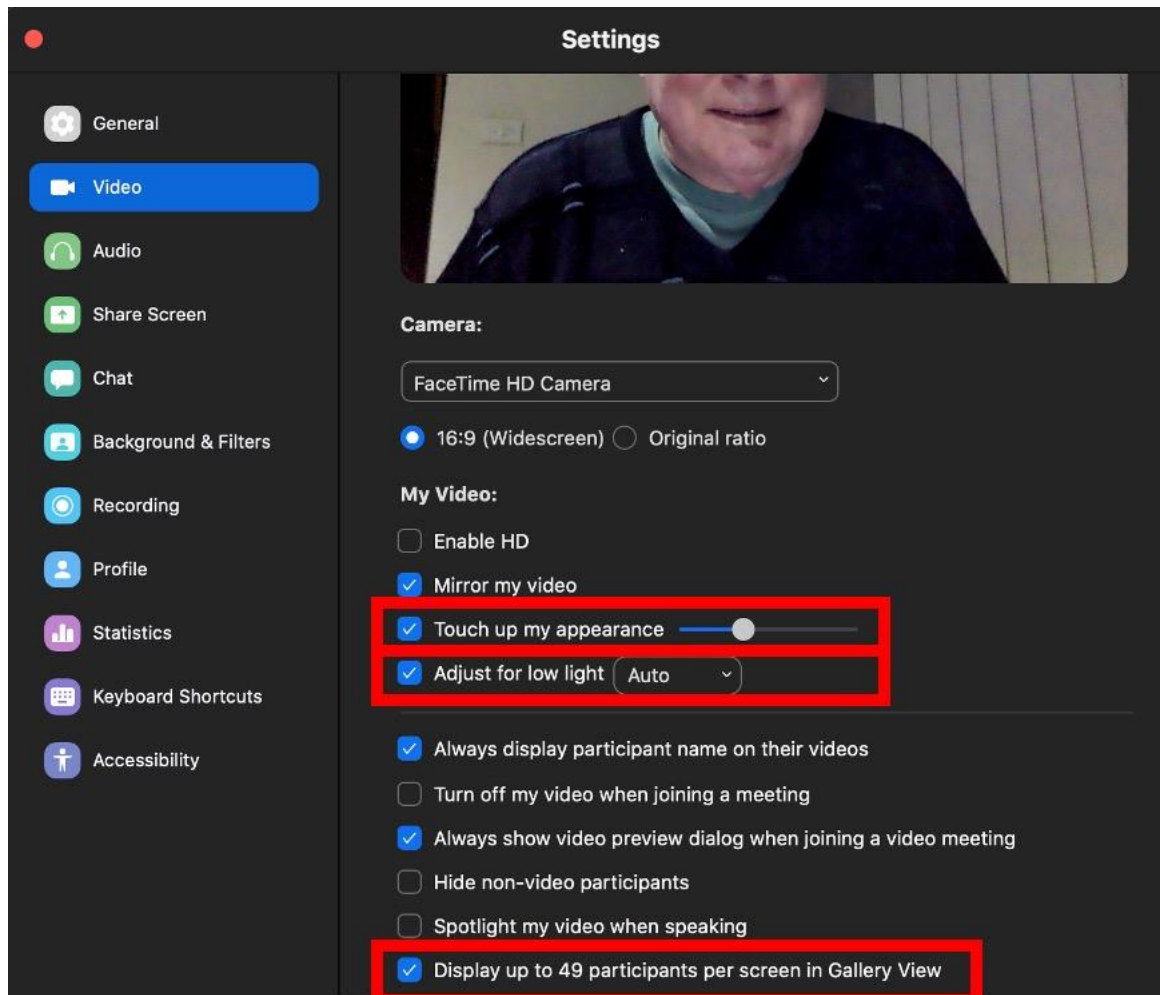 Settings
General
Video
Audio
Share Screen
Chat
Background & Filters
Recording
Profile
Statistics
Keyboard Shortcuts
Accessibility
Camera:
FaceTime HD Camera
16:9 (Widescreen) Original ratio
My Video:
Enable HD
Mirror my video
Touch up my appearance
Adjust for low light Auto
Always display participant name on their videos
Turn off my video when joining a meeting
Always show video preview dialog when joining a video meeting
Hide non-video participants
Spotlight my video when speaking
Display up to 49 participants per screen in Gallery View